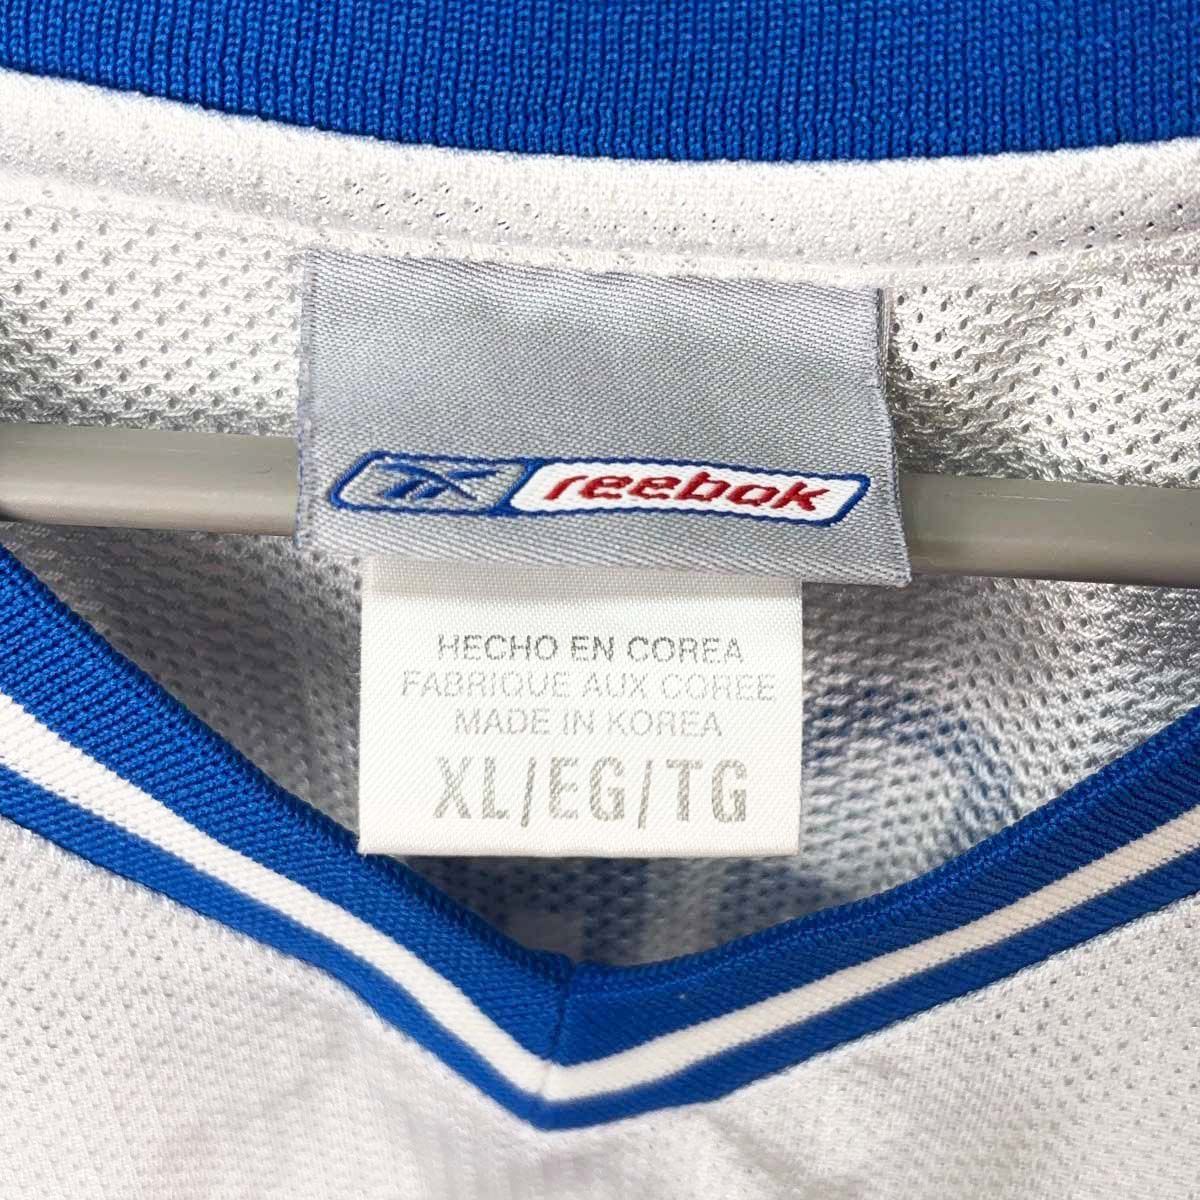 reebok
HECHO EN COREA
FABRIQUE AUX COREE
MADE IN KOREA
XL/EG/TG